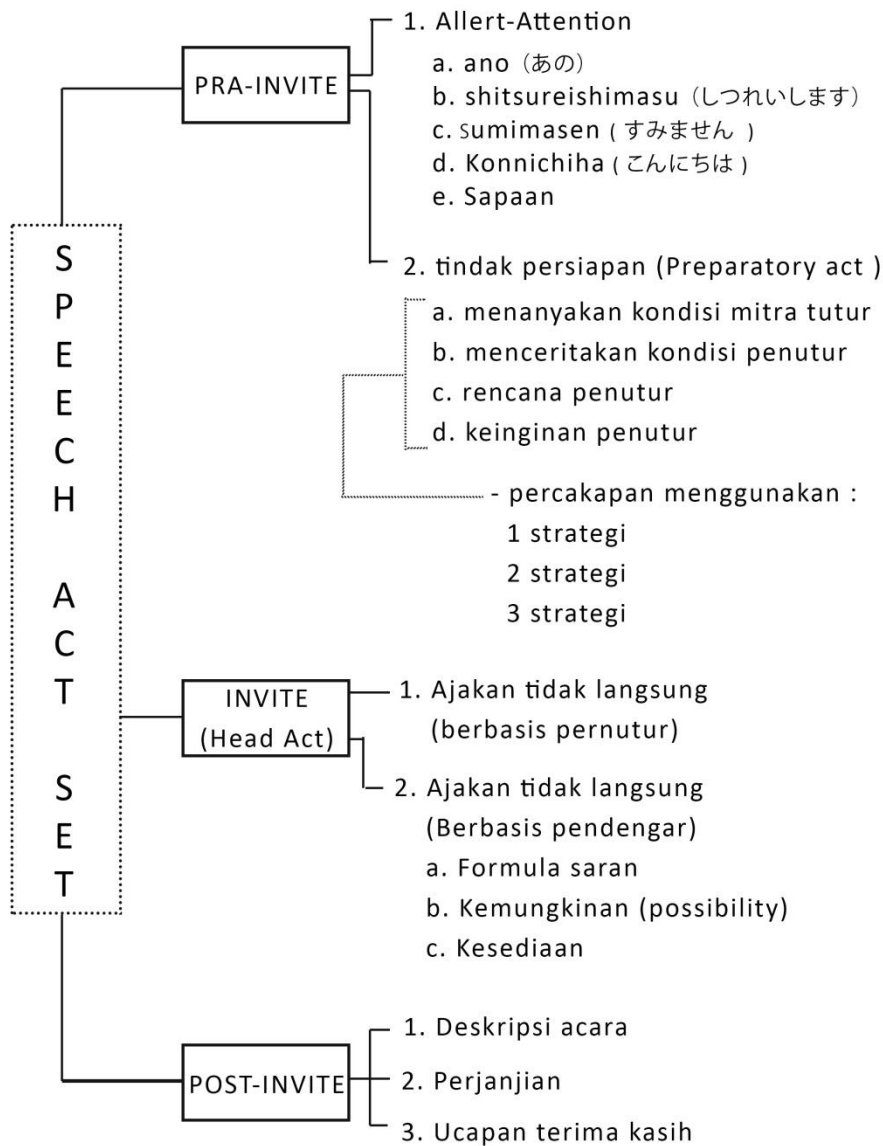 SPEECH ACT SET
PRA-INVITE
1. Allert-Attention
a. ano (あの)
b. shitsureishimasu (しつれいします)
c. Sumimasen ( すみません )
d. Konnichiha ( こんにちは )
e. Sapaan
2. tindak persiapan (Preparatory act )
a. menanyakan kondisi mitra tutur
b. menceritakan kondisi penutur
c. rencana penutur
d. keinginan penutur
- percakapan menggunakan :
1 strategi
2 strategi
3 strategi
INVITE
(Head Act)
1. Ajakan tidak langsung
(berbasis pernutur)
2. Ajakan tidak langsung
(Berbasis pendengar)
a. Formula saran
b. Kemungkinan (possibility)
c. Kesediaan
POST-INVITE
1. Deskripsi acara
2. Perjanjian
3. Ucapan terima kasih